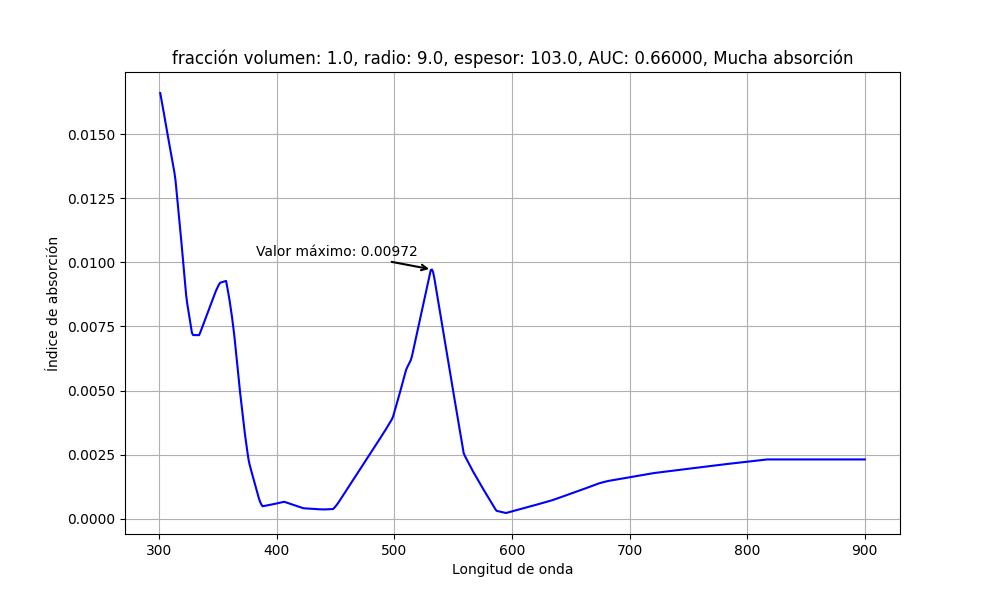 fracción volumen: 1.0, radio: 9.0, espesor: 103.0, AUC: 0.66000, Mucha absorción
0.0150
0.0125
Valor máximo: 0.00972
0.0100
0.0075
0.0050
0.0025
0.0000
Índice de absorción
300 400 500 600 700 800 900
Longitud de onda